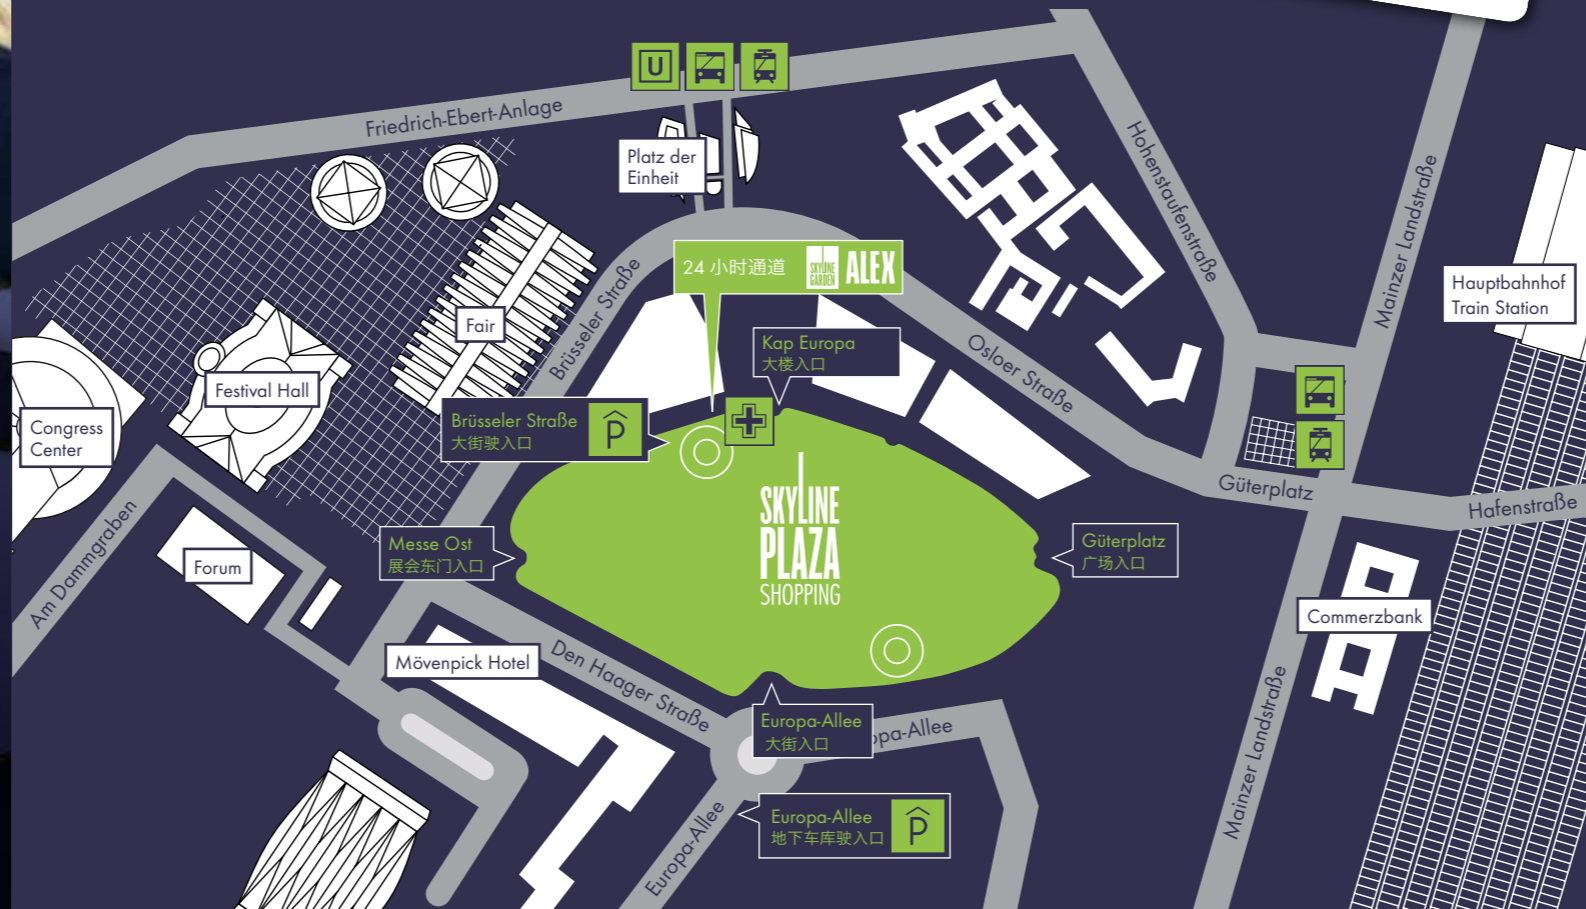 U
Friedrich-Ebert-Anlage
Platz der
Einheit
Hohenstaufenstraße
Mainzer Landstraße
Hauptbahnhof
Train Station
24 小时通道
SKYLINE
GARDEN
ALEX
Brüsseler Straße
Fair
Kap Europa
大楼入口
Osloer Straße
Festival Hall
Congress
Center
Brüsseler Straße
大街驶入口
P
SKYLINE
PLAZA
SHOPPING
Güterplatz
Hafenstraße
Messe Ost
展会东门入口
Güterplatz
广场入口
Am Dammgraben
Forum
Commerzbank
Mövenpick Hotel
Den Haager Straße
Europa-Allee
大街入口
opa-Allee
Mainzer Landstraße
Europa-Allee
Europa-Allee
地下车库驶入口
P